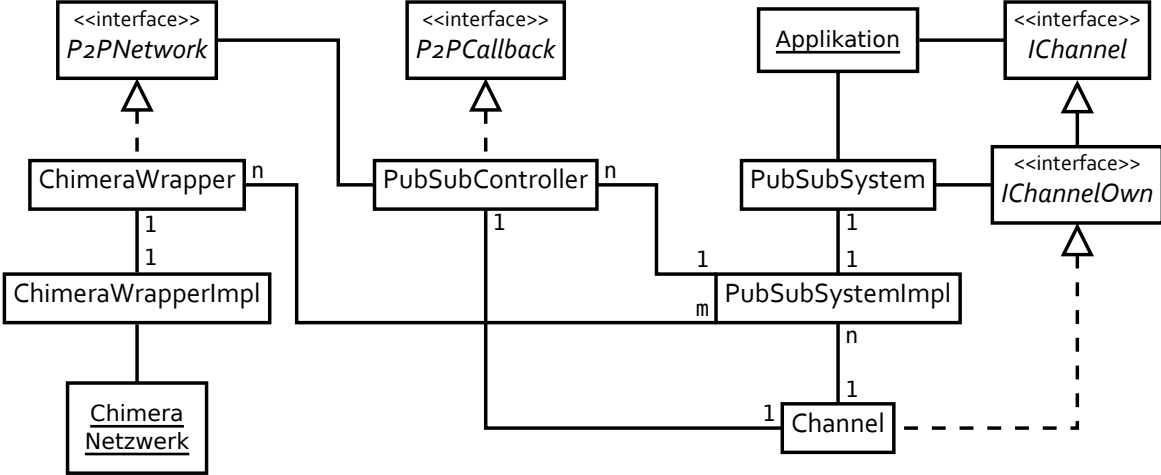 <<interface>>
P2PNetwork
<<interface>>
P2PCallback
Applikation
<<interface>>
IChannel
ChimeraWrapper
n
PubSubController
n
PubSubSystem
<<interface>>
IChannelOwn
1
1
1
1
1
1
ChimeraWrapperImpl
PubSubSystemImpl
m
n
Chimera
Netzwerk
1
1
Channel